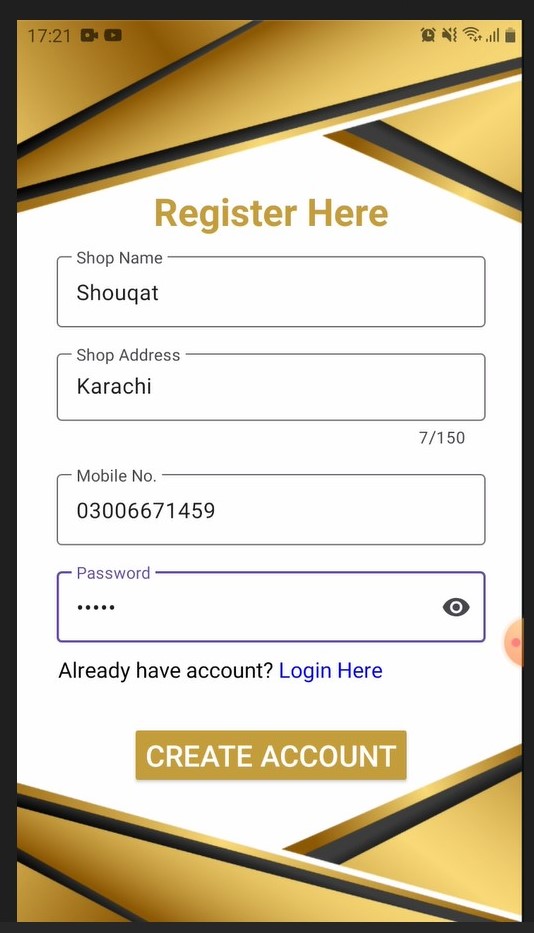 17:21
Register Here
Shop Name
Shouqat
Shop Address
Karachi
7/150
Mobile No.
03006671459
Password
•••••
Already have account? Login Here
CREATE ACCOUNT